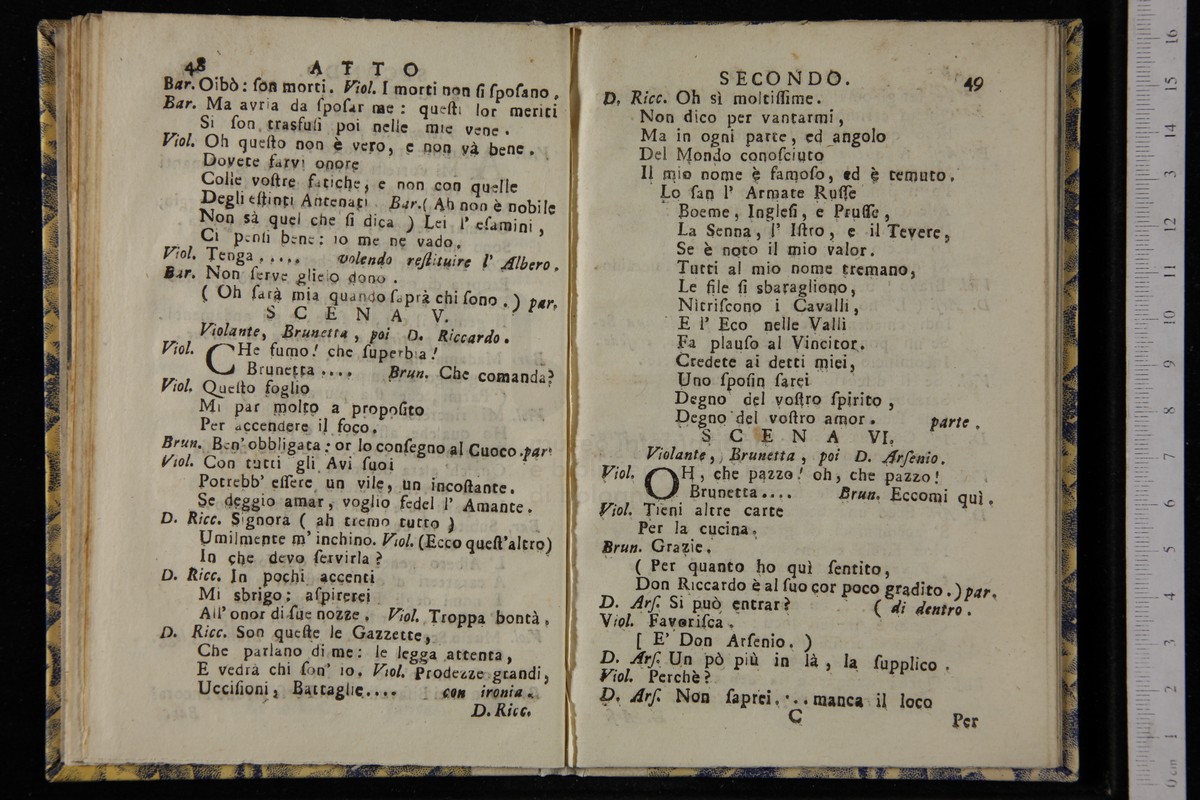 48 ATTO
Bar. Oibò: ſon morti. Viol. I morti non ſi ſpoſano.
Bar. Ma avria da ſpoſar me: queſti lor meriti
Si ſon trasfuſi poi nelle mie vene.
Viol. Oh queſto non è vero, e non và bene.
Dovete farvi onore
Colle voſtre fatiche, e non con quelle
Degli eſtinti Antenati. Bar. ( Ah non è nobile
Non sà quel che ſi dica ) Lei l' eſamini,
Ci penſi bene: io me ne vado.
Viol. Tenga..... volendo reſtituire l' Albero.
Bar. Non ſerve glielo dono.
( Oh ſarà mia quando ſaprà chi ſono. ) par.
SCENA V.
Violante, Brunetta, poi D. Riccardo.
Viol. CHe fumo! che ſuperbia!
Brunetta.... Brun. Che comanda?
Viol. Queſto foglio
Mi par molto a propoſito
Per accendere il foco.
Brun. Ben' obbligata: or lo conſegno al Cuoco. par.
Viol. Con tutti gli Avi ſuoi
Potrebb' eſſere un vile, un incoſtante.
Se deggio amar, voglio fedel l' Amante.
D. Ricc. Signora ( ah tremo tutto )
Umilmente m' inchino. Viol. (Ecco queſt'altro)
In che devo ſervirla?
D. Ricc. In pochi accenti
Mi sbrigo: aſpirerei
All' onor di ſue nozze. Viol. Troppa bontà.
D. Ricc. Son queſte le Gazzette,
Che parlano di me: le legga attenta,
E vedrà chi ſon' io. Viol. Prodezze grandi,
Ucciſioni, Battaglie.... con ironia.
D. Ricc.
SECONDO. 49
D. Ricc. Oh sì moltiſſime.
Non dico per vantarmi,
Ma in ogni parte, ed angolo
Del Mondo conoſciuto
Il mio nome è famoſo, ed è temuto.
Lo ſan l' Armate Ruſſe
Boeme, Ingleſi, e Pruſſe,
La Senna, l' Iſtro, e il Tevere,
Se è noto il mio valor.
Tutti al mio nome tremano,
Le file ſi sbaragliono,
Nitriſcono i Cavalli,
E l' Eco nelle Valli
Fa plauſo al Vincitor.
Credete ai detti miei,
Uno ſpoſin ſarei
Degno del voſtro ſpirito,
Degno del voſtro amor. parte.
SCENA VI.
Violante, Brunetta, poi D. Arſenio.
Viol. OH, che pazzo! oh, che pazzo!
Brunetta.... Brun. Eccomi quì.
Viol. Tieni altre carte
Per la cucina.
Brun. Grazie.
( Per quanto ho quì ſentito,
Don Riccardo è al ſuo cor poco gradito. ) par.
D. Arſ. Si può entrar? ( di dentro.
Viol. Favoriſca.
[ E' Don Arſenio. )
D. Arſ. Un pò più in là, la ſupplico.
Viol. Perchè?
D. Arſ. Non ſaprei.... manca il loco
C Per